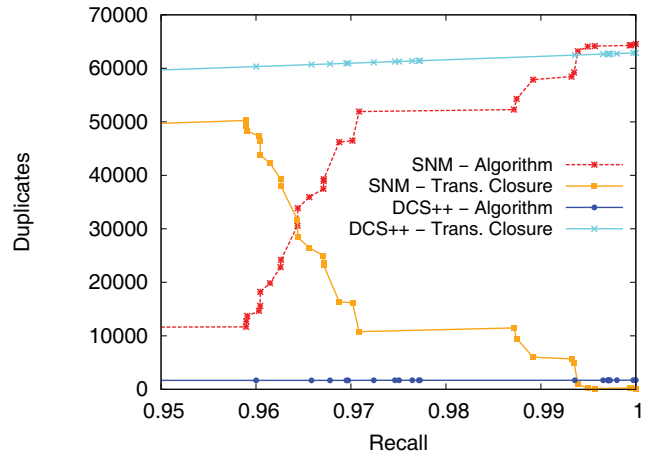 70000
60000
50000
40000
30000
20000
10000
0
Duplicates
SNM – Algorithm
SNM – Trans. Closure
DCS++ – Algorithm
DCS++ – Trans. Closure
0.95 0.96 0.97 0.98 0.99 1
Recall